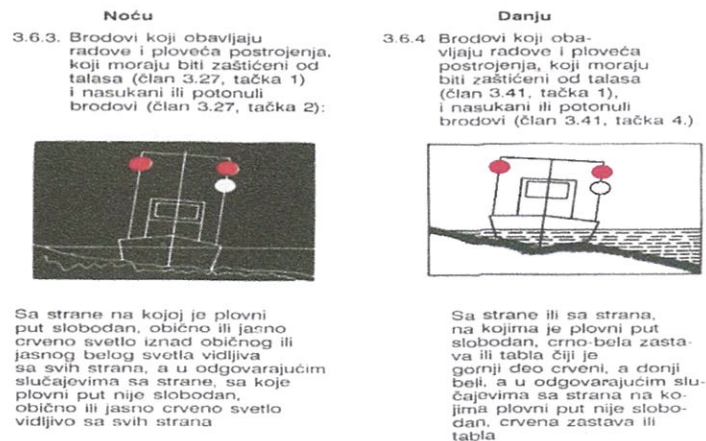 Noću
3.6.3. Brodovi koji obavljaju
radove i ploveća postrojenja,
koji moraju biti zaštićeni od
talasa (član 3.27, tačka 1)
i nasukani ili potonuli
brodovi (član 3.27, tačka 2):
Sa strane na kojoj je plovni
put slobodan, obično ili jasno
crveno svetlo iznad običnog ili
jasnog belog svetla vidljiva
sa svih strana, a u odgovarajućim
slučajevima sa strane, sa koje
plovni put nije slobodan,
obično ili jasno crveno svetlo
vidljivo sa svih strana
Danju
3.6.4 Brodovi koji oba-
vljaju radove i ploveća
postrojenja, koji moraju
biti zaštićeni od talasa
(član 3.41, tačka 1),
i nasukani ili potonuli
brodovi (član 3.41, tačka 4.)
Sa strane ili sa strana,
na kojima je plovni put
slobodan, crno-bela zasta-
va ili tabla čiji je
gornji deo crveni, a donji
beli, a u odgovarajućim slu-
čajevima sa strana na ko-
jima plovni put nije slobo-
dan, crvena zastava ili
tabla